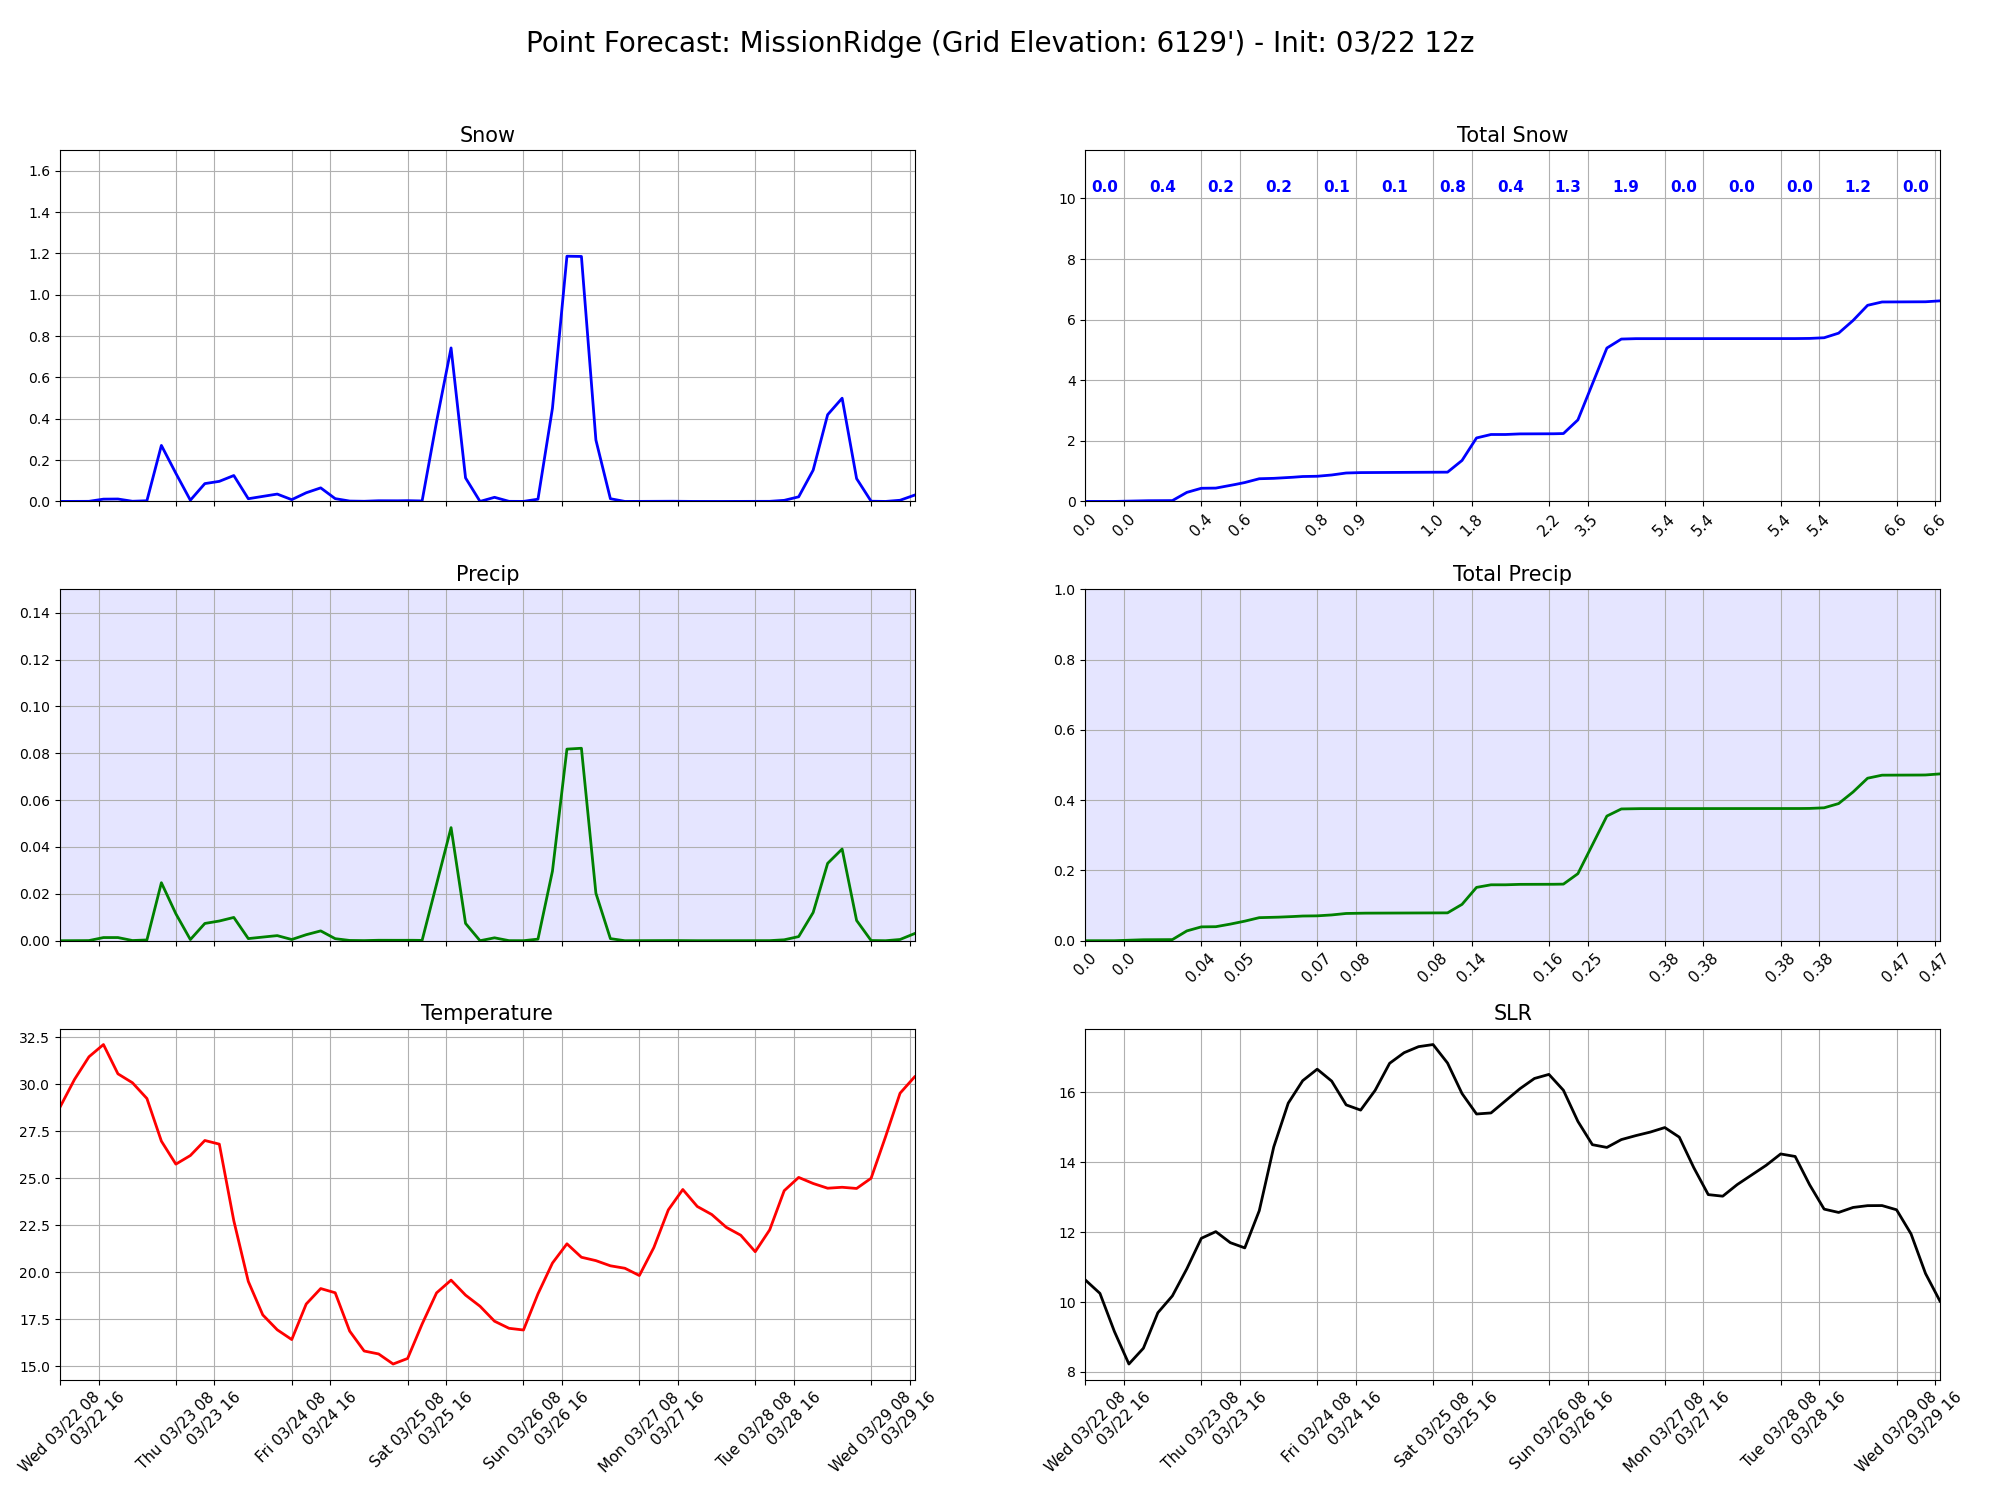 Point Forecast: MissionRidge (Grid Elevation: 6129') - Init: 03/22 12z
Snow
1.6
1.4
1.2
1.0
0.8
0.6
0.4
0.2
0.0
Total Snow
0.0 0.4 0.2 0.2 0.1 0.1 0.8 0.4 1.3 1.9 0.0 0.0 0.0 1.2 0.0
10
8
6
4
2
0
0.0 0.0 0.4 0.6 0.8 0.9 1.0 1.8 2.2 3.5 5.4 5.4 5.4 5.4 6.6 6.6
Precip
0.14
0.12
0.10
0.08
0.06
0.04
0.02
0.00
Total Precip
1.0
0.8
0.6
0.4
0.2
0.0
0.0 0.0 0.04 0.05 0.07 0.08 0.08 0.14 0.16 0.25 0.38 0.38 0.38 0.38 0.47 0.47
Temperature
32.5
30.0
27.5
25.0
22.5
20.0
17.5
15.0
Wed 03/22 08
03/22 16
Thu 03/23 08
03/23 16
Fri 03/24 08
03/24 16
Sat 03/25 08
03/25 16
Sun 03/26 08
03/26 16
Mon 03/27 08
03/27 16
Tue 03/28 08
03/28 16
Wed 03/29 08
03/29 16
SLR
16
14
12
10
8
Wed 03/22 08
03/22 16
Thu 03/23 08
03/23 16
Fri 03/24 08
03/24 16
Sat 03/25 08
03/25 16
Sun 03/26 08
03/26 16
Mon 03/27 08
03/27 16
Tue 03/28 08
03/28 16
Wed 03/29 08
03/29 16